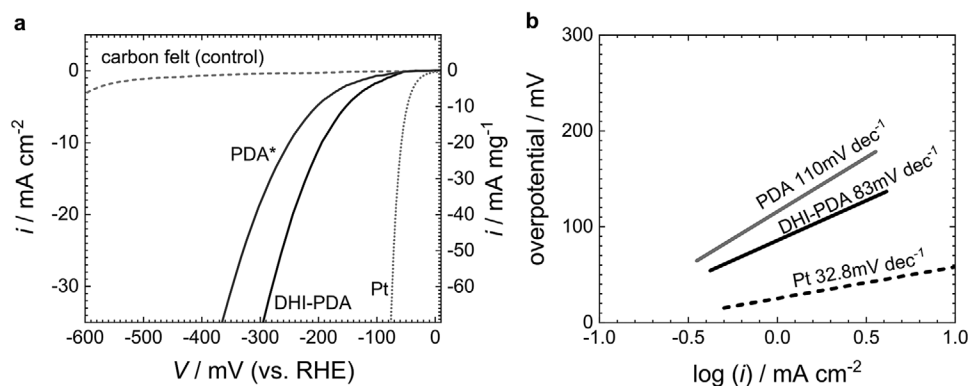 a
carbon felt (control)
PDA*
DHI-PDA
Pt
0
-10
-20
-30
i / mA cm⁻²
0
-10
-20
-30
-40
-50
-60
i / mA mg⁻¹
-600 -500 -400 -300 -200 -100 0
V / mV (vs. RHE)
b
300
200
100
0
overpotential / mV
PDA 110mV dec⁻¹
DHI-PDA 83mV dec⁻¹
Pt 32.8mV dec⁻¹
-1.0 -0.5 0.0 0.5 1.0
log (i) / mA cm⁻²